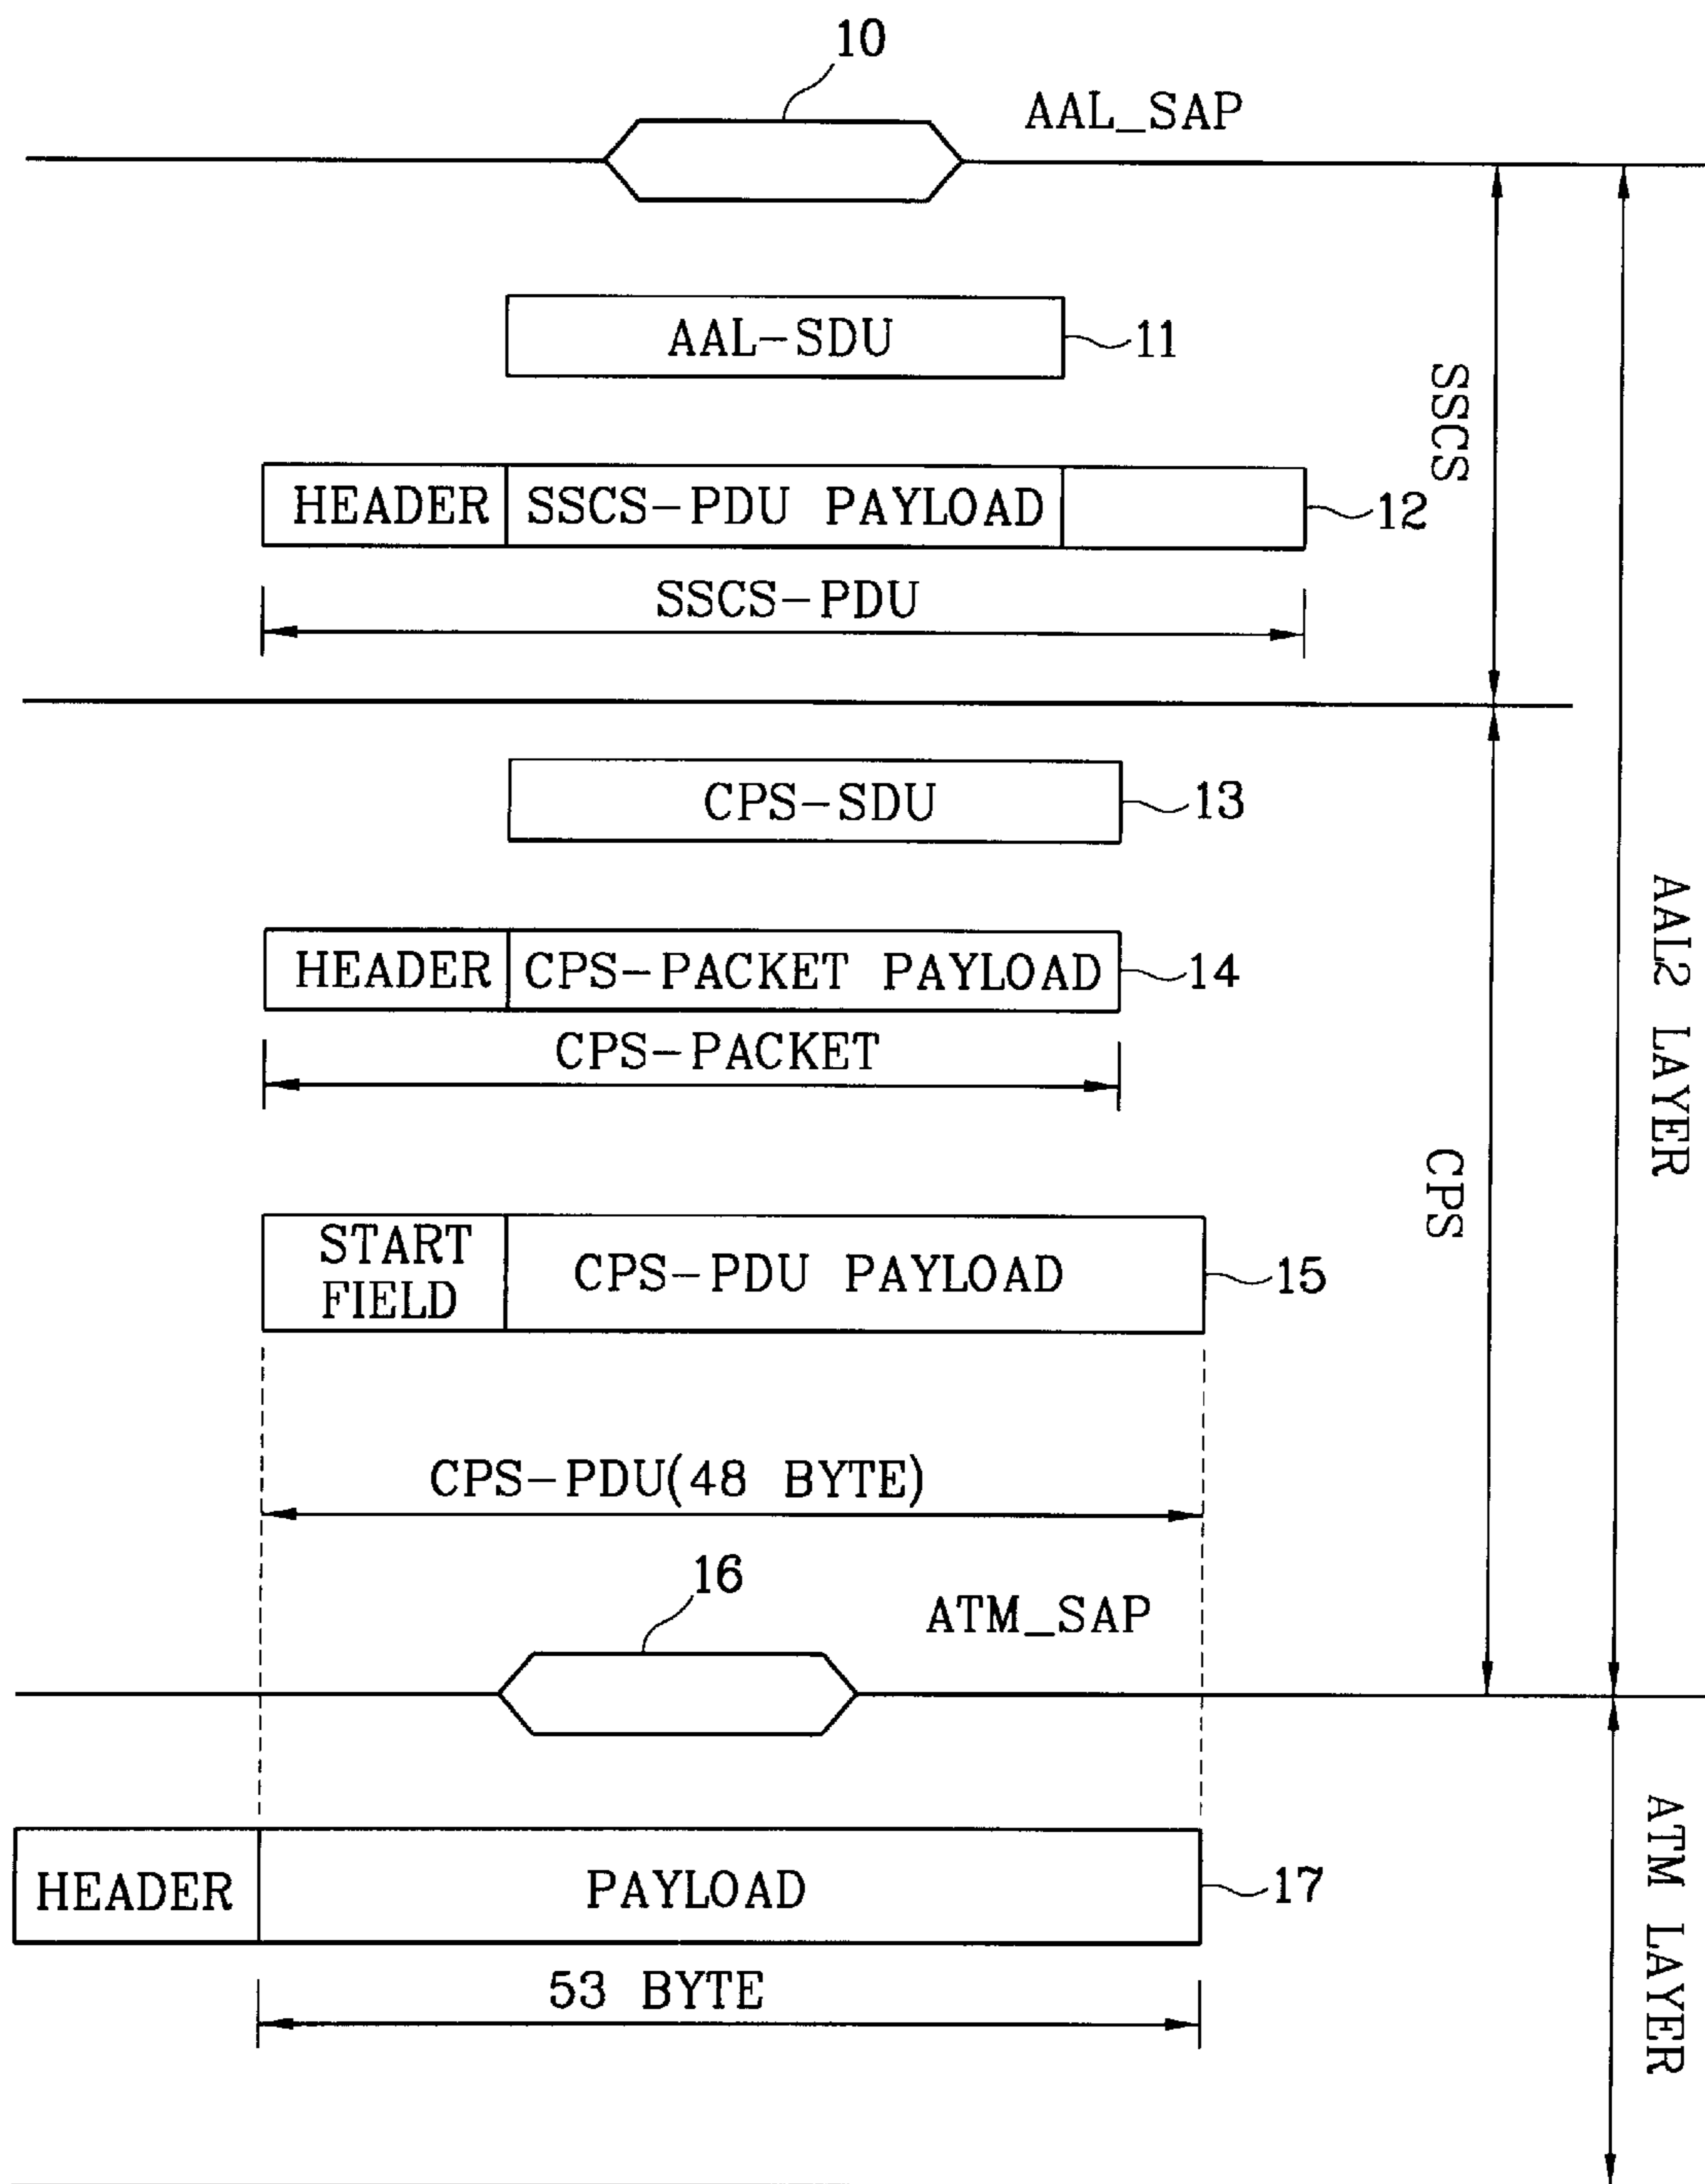 10
AAL_SAP
AAL-SDU
11
SSCS
HEADER
SSCS-PDU PAYLOAD
12
SSCS-PDU
CPS-SDU
13
AAL2 LAYER
HEADER
CPS-PACKET PAYLOAD
14
CPS-PACKET
CPS
START
FIELD
CPS-PDU PAYLOAD
15
CPS-PDU(48 BYTE)
16
ATM_SAP
ATM LAYER
HEADER
PAYLOAD
17
53 BYTE